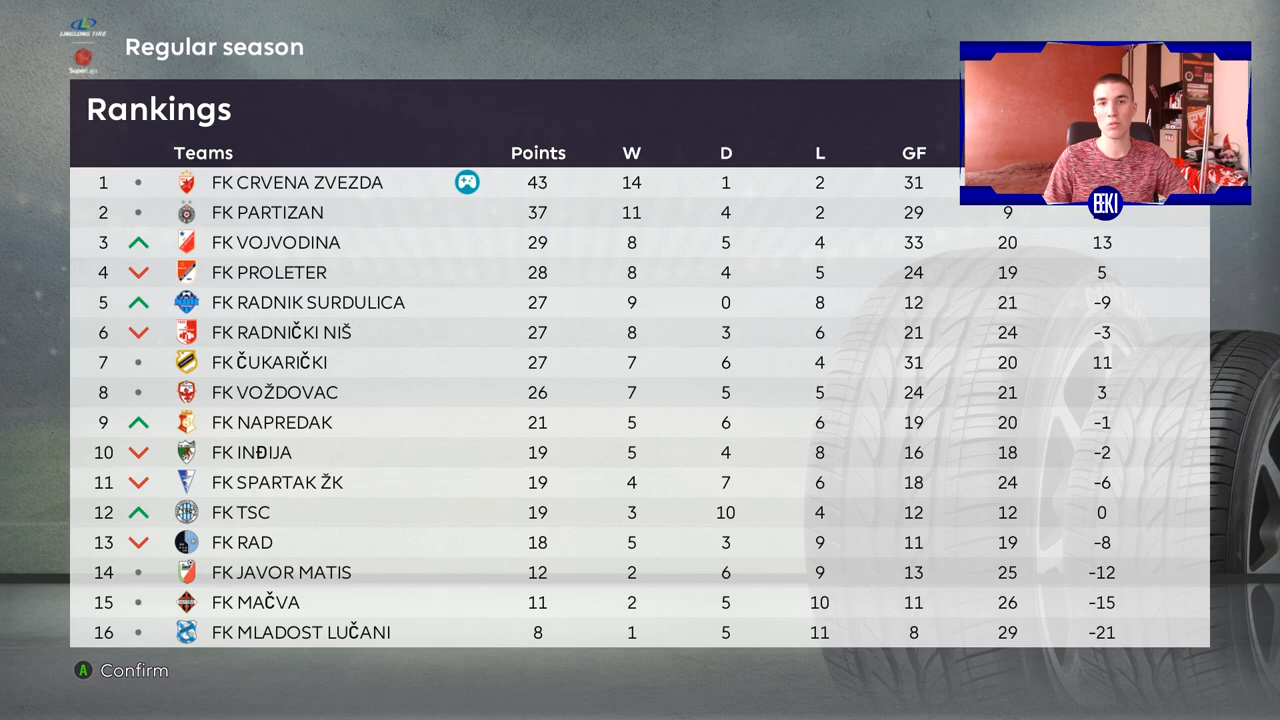 LINGLONG TIRE
SuperLiga
Regular season
Rankings
Teams Points W D L GF
1 FK CRVENA ZVEZDA 43 14 1 2 31
2 FK PARTIZAN 37 11 4 2 29 9
3 FK VOJVODINA 29 8 5 4 33 20 13
4 FK PROLETER 28 8 4 5 24 19 5
5 FK RADNIK SURDULICA 27 9 0 8 12 21 -9
6 FK RADNIČKI NIŠ 27 8 3 6 21 24 -3
7 FK ČUKARIČKI 27 7 6 4 31 20 11
8 FK VOŽDOVAC 26 7 5 5 24 21 3
9 FK NAPREDAK 21 5 6 6 19 20 -1
10 FK INĐIJA 19 5 4 8 16 18 -2
11 FK SPARTAK ŽK 19 4 7 6 18 24 -6
12 FK TSC 19 3 10 4 12 12 0
13 FK RAD 18 5 3 9 11 19 -8
14 FK JAVOR MATIS 12 2 6 9 13 25 -12
15 FK MAČVA 11 2 5 10 11 26 -15
16 FK MLADOST LUČANI 8 1 5 11 8 29 -21
A Confirm
BEKI